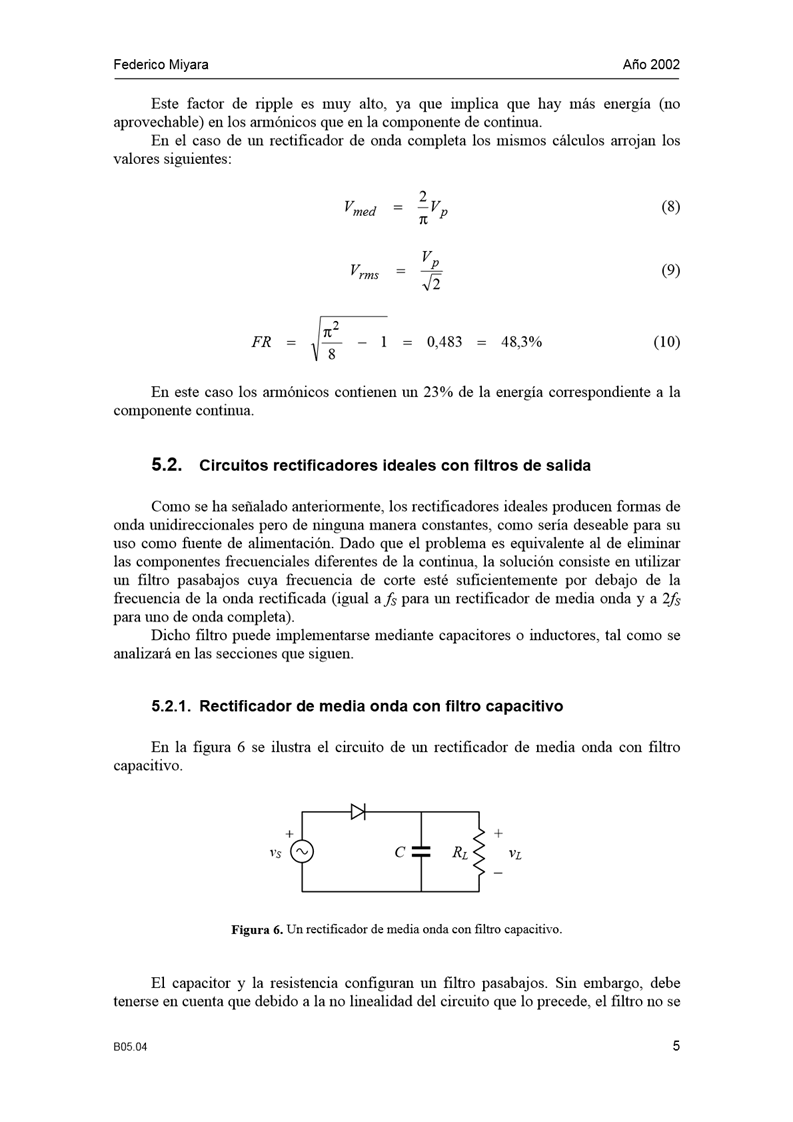 Federico Miyara Año 2002
Este factor de ripple es muy alto, ya que implica que hay más energía (no
aprovechable) en los armónicos que en la componente de continua.
En el caso de un rectificador de onda completa los mismos cálculos arrojan los
valores siguientes:
V_med = 2/π V_p (8)
V_rms = V_p/√2 (9)
FR = √(π²/8 − 1) = 0,483 = 48,3% (10)
En este caso los armónicos contienen un 23% de la energía correspondiente a la
componente continua.
5.2. Circuitos rectificadores ideales con filtros de salida
Como se ha señalado anteriormente, los rectificadores ideales producen formas de
onda unidireccionales pero de ninguna manera constantes, como sería deseable para su
uso como fuente de alimentación. Dado que el problema es equivalente al de eliminar
las componentes frecuenciales diferentes de la continua, la solución consiste en utilizar
un filtro pasabajos cuya frecuencia de corte esté suficientemente por debajo de la
frecuencia de la onda rectificada (igual a f_S para un rectificador de media onda y a 2f_S
para uno de onda completa).
Dicho filtro puede implementarse mediante capacitores o inductores, tal como se
analizará en las secciones que siguen.
5.2.1. Rectificador de media onda con filtro capacitivo
En la figura 6 se ilustra el circuito de un rectificador de media onda con filtro
capacitivo.
+ +
v_S C R_L v_L
−
Figura 6. Un rectificador de media onda con filtro capacitivo.
El capacitor y la resistencia configuran un filtro pasabajos. Sin embargo, debe
tenerse en cuenta que debido a la no linealidad del circuito que lo precede, el filtro no se
B05.04 5